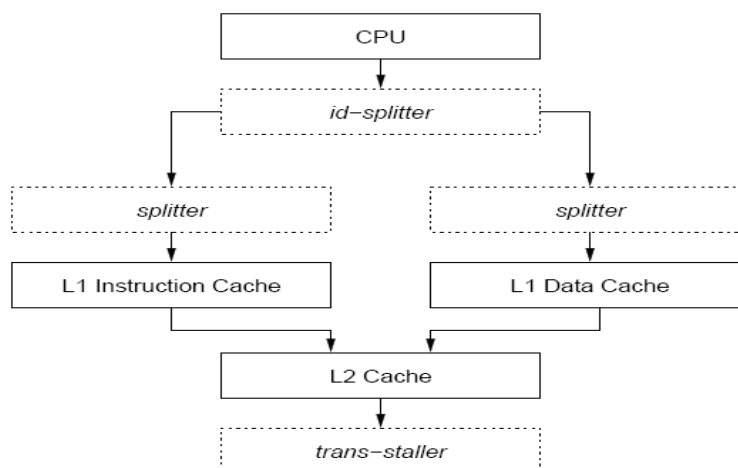 CPU
id-splitter
splitter
splitter
L1 Instruction Cache
L1 Data Cache
L2 Cache
trans-staller